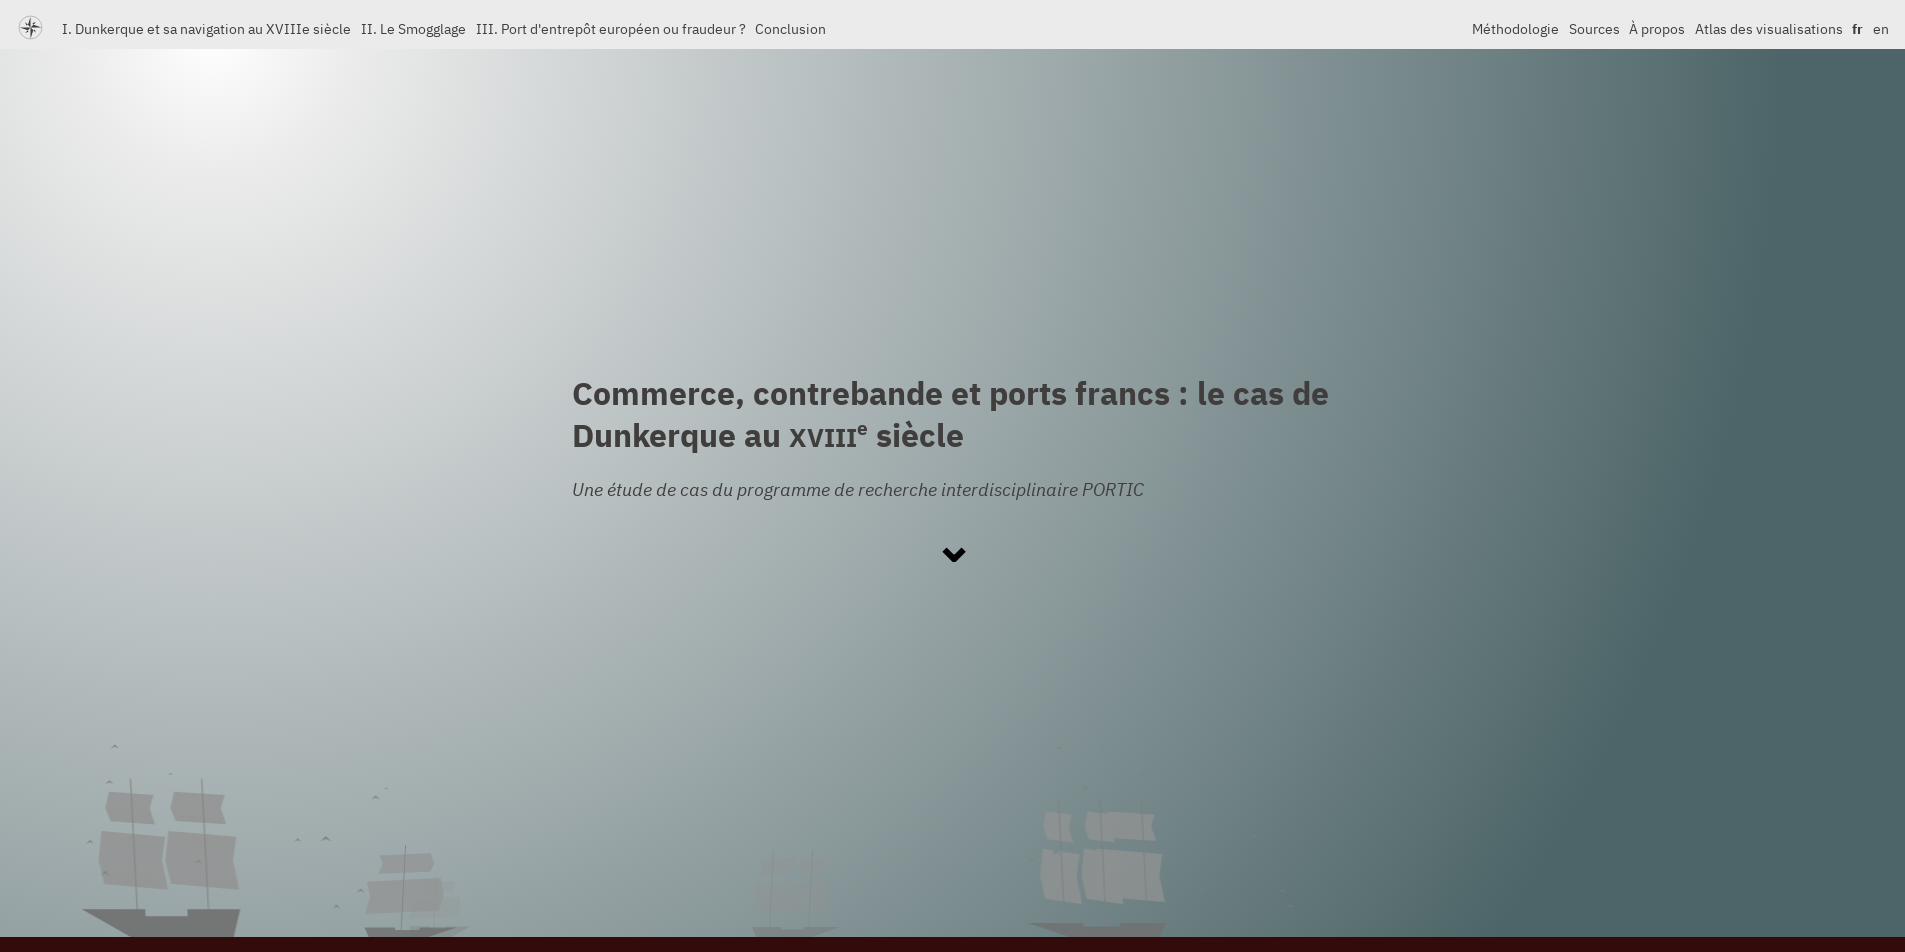 I. Dunkerque et sa navigation au XVIIIe siècle II. Le Smogglage III. Port d'entrepôt européen ou fraudeur ? Conclusion Méthodologie Sources À propos Atlas des visualisations fr en
Commerce, contrebande et ports francs : le cas de
Dunkerque au XVIIIe siècle
Une étude de cas du programme de recherche interdisciplinaire PORTIC